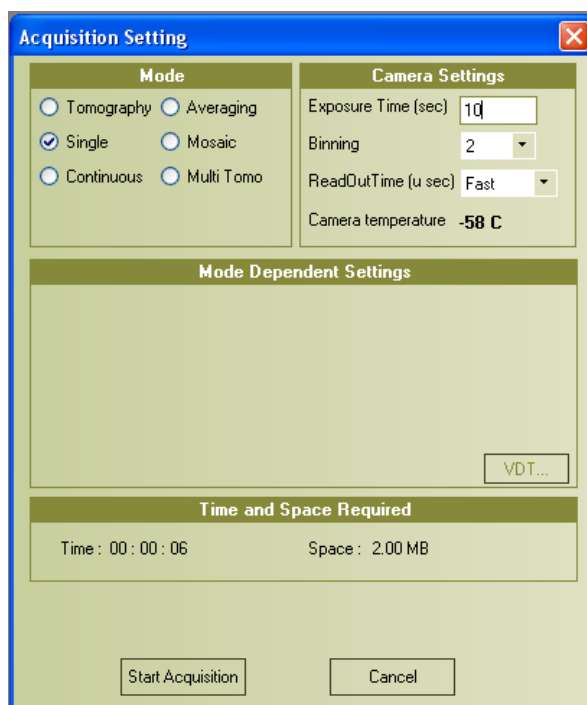 Acquisition Setting
Mode
Tomography Averaging
Single Mosaic
Continuous Multi Tomo
Camera Settings
Exposure Time (sec) 10
Binning 2
ReadOutTime (u sec) Fast
Camera temperature -58 C
Mode Dependent Settings
VDT...
Time and Space Required
Time : 00 : 00 : 06 Space : 2.00 MB
Start Acquisition Cancel